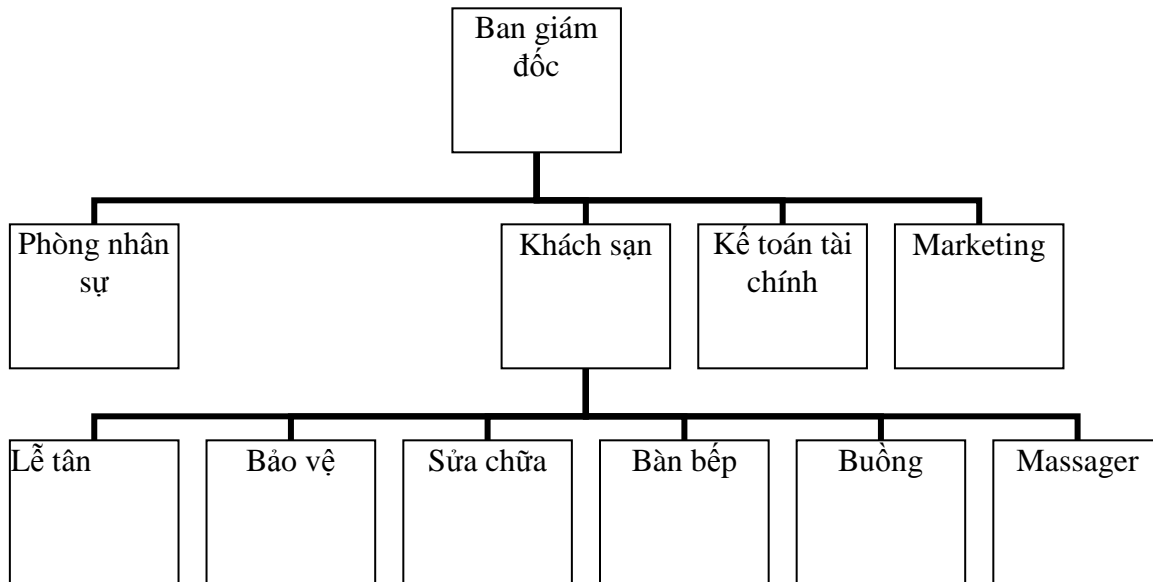 Ban giám
đốc
Phòng nhân
sự
Khách sạn
Kế toán tài
chính
Marketing
Lễ tân
Bảo vệ
Sửa chữa
Bàn bếp
Buồng
Massager